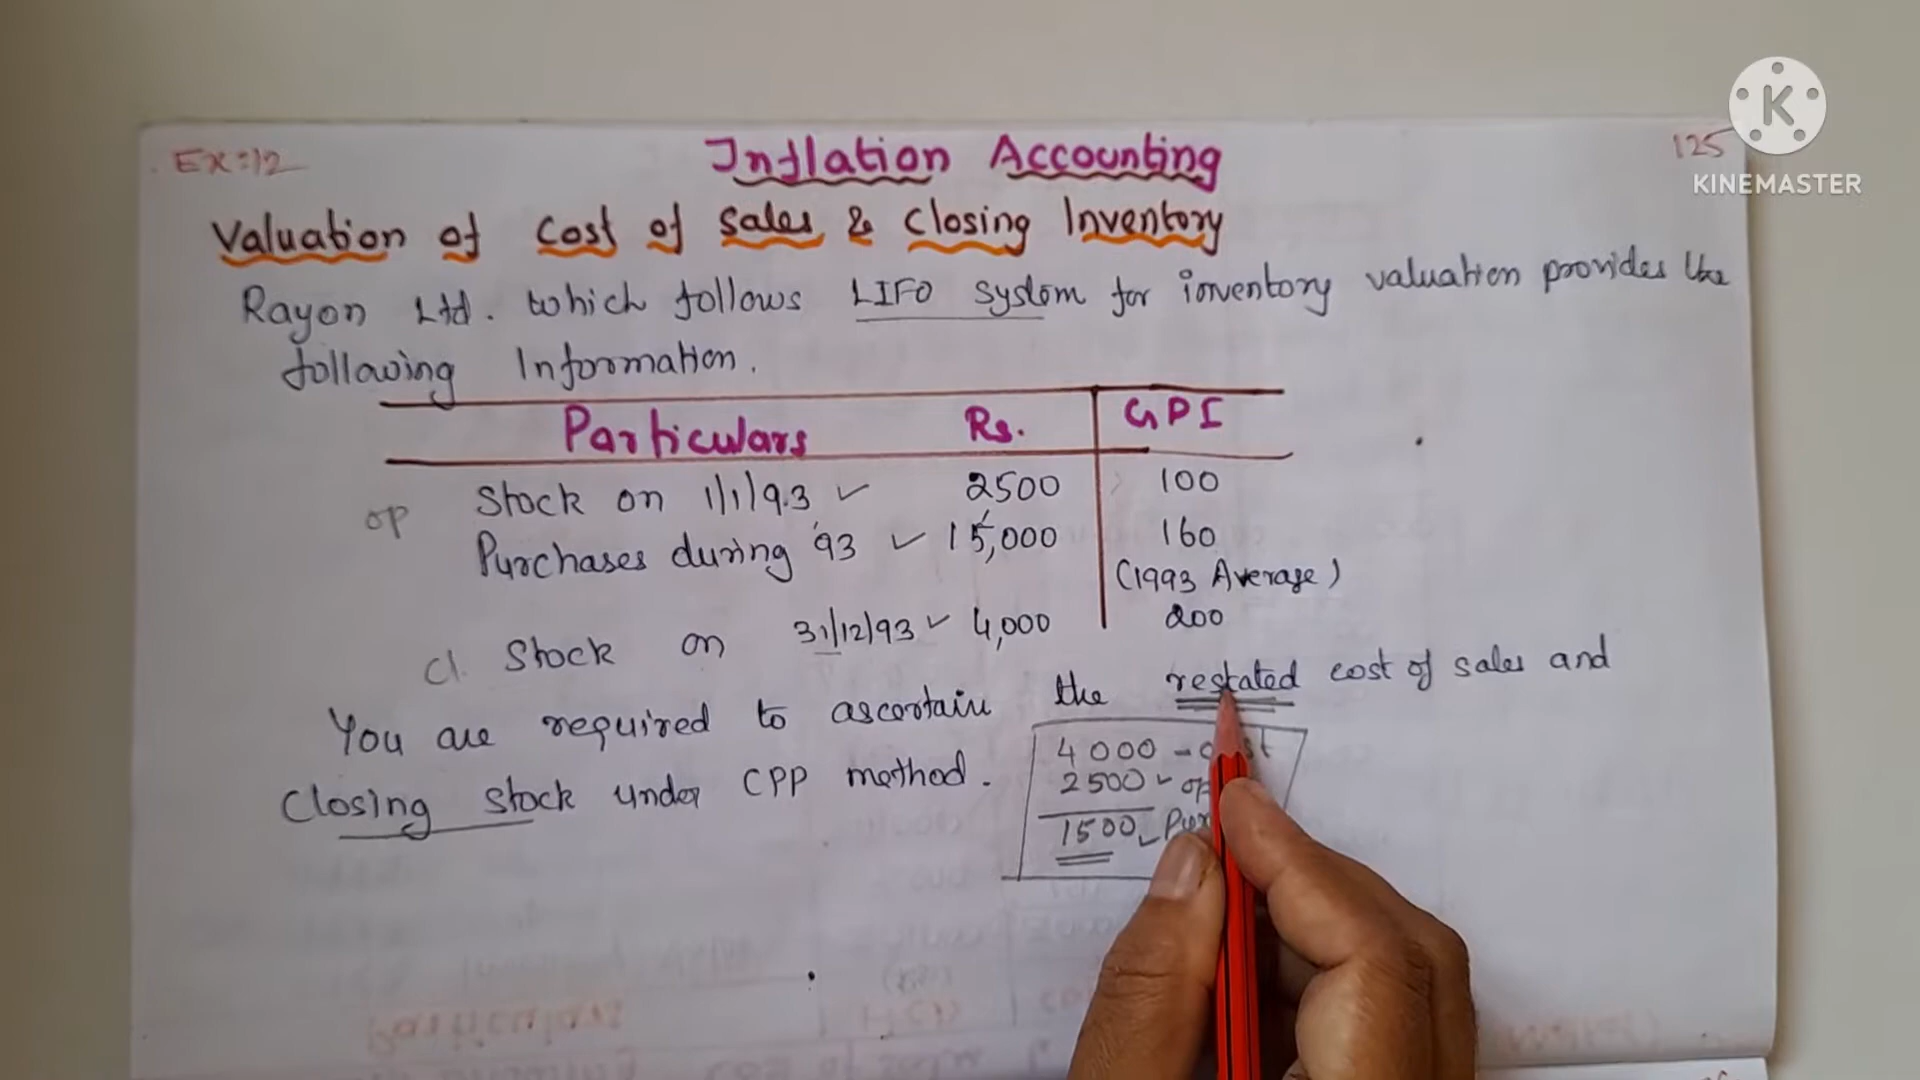 Ex:12
Inflation Accounting
125
KINEMASTER
Valuation of Cost of Sales & Closing Inventory
Rayon Ltd. which follows LIFO system for inventory valuation provides the
following Information.
Particulars Rs. GPI
op Stock on 1/1/93 2500 100
Purchases during '93 15,000 160
(1993 Average)
cl. Stock on 31/12/93 4,000 200
You are required to ascertain the restated cost of sales and
Closing stock under CPP method.
4000 -
2500 - op
1500 Pur